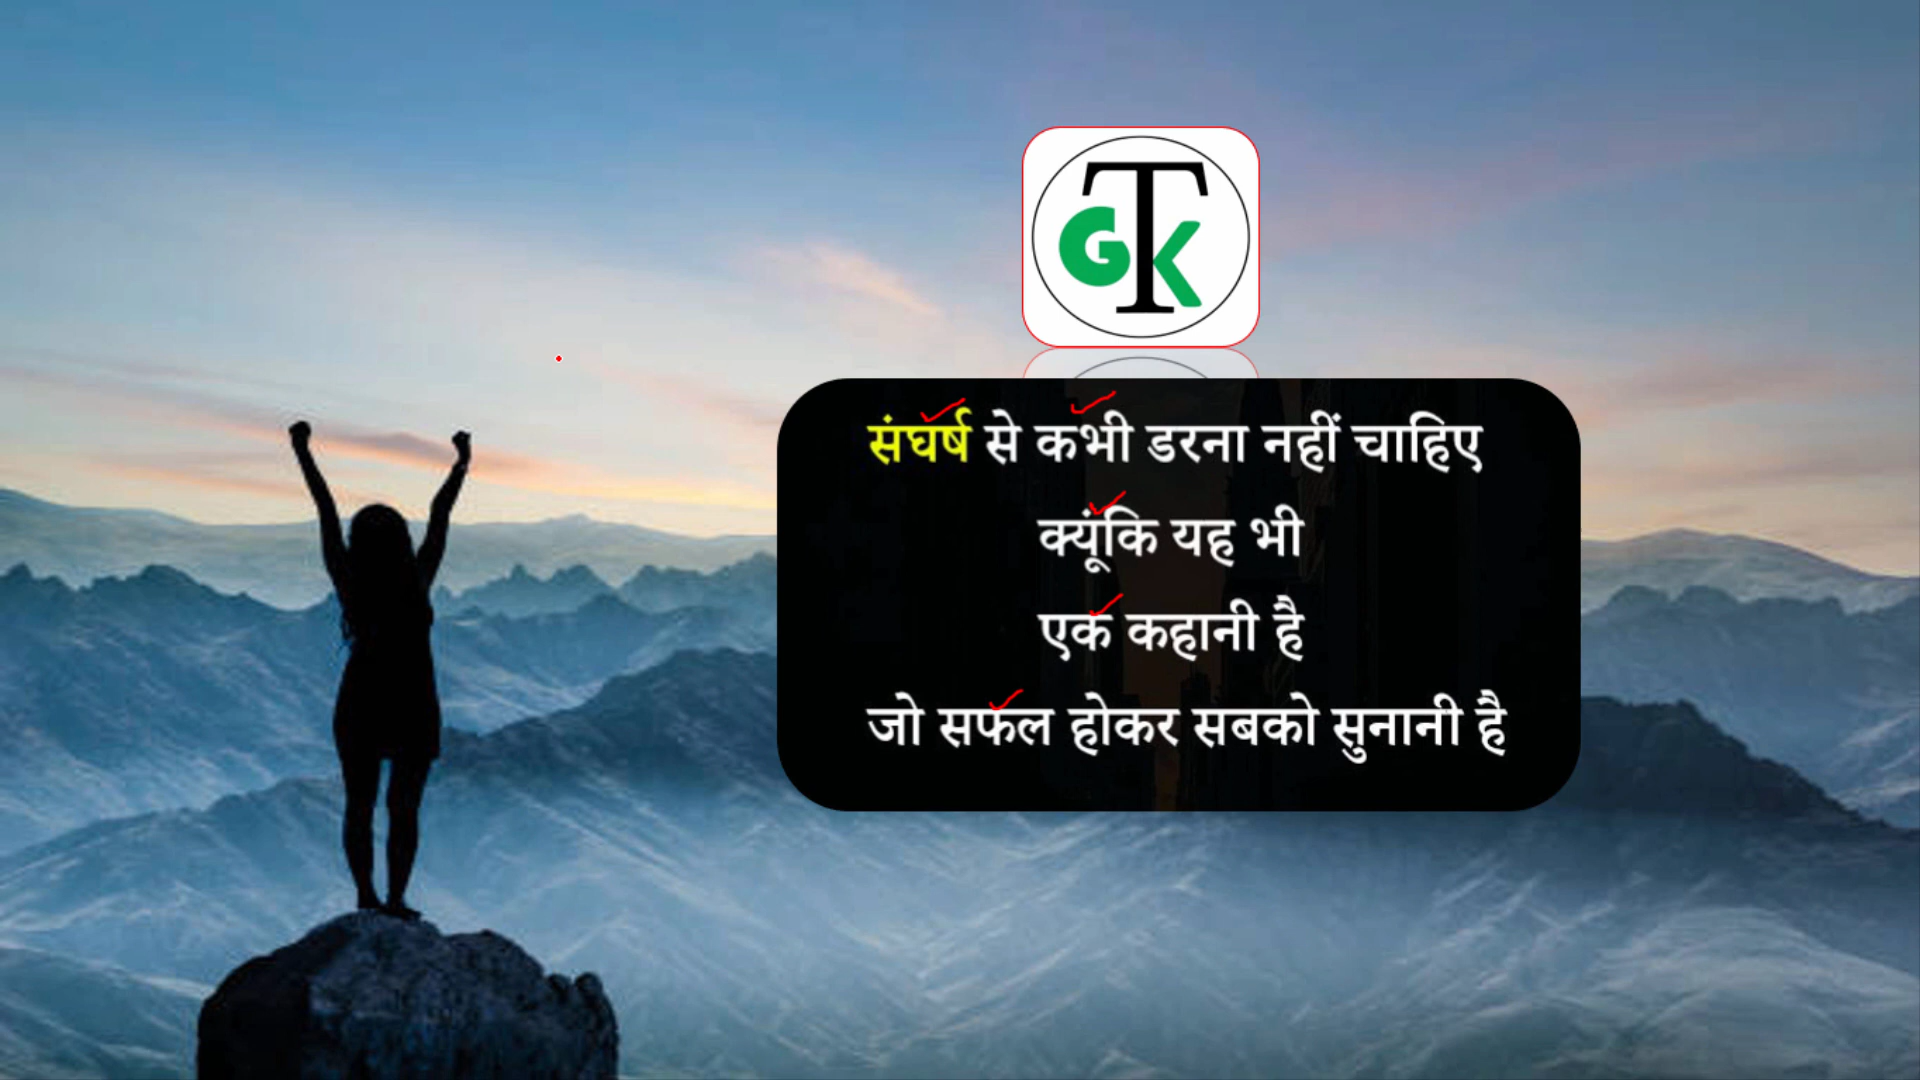 GTK
संघर्ष से कभी डरना नहीं चाहिए
क्यूंकि यह भी
एक कहानी है
जो सफल होकर सबको सुनानी है